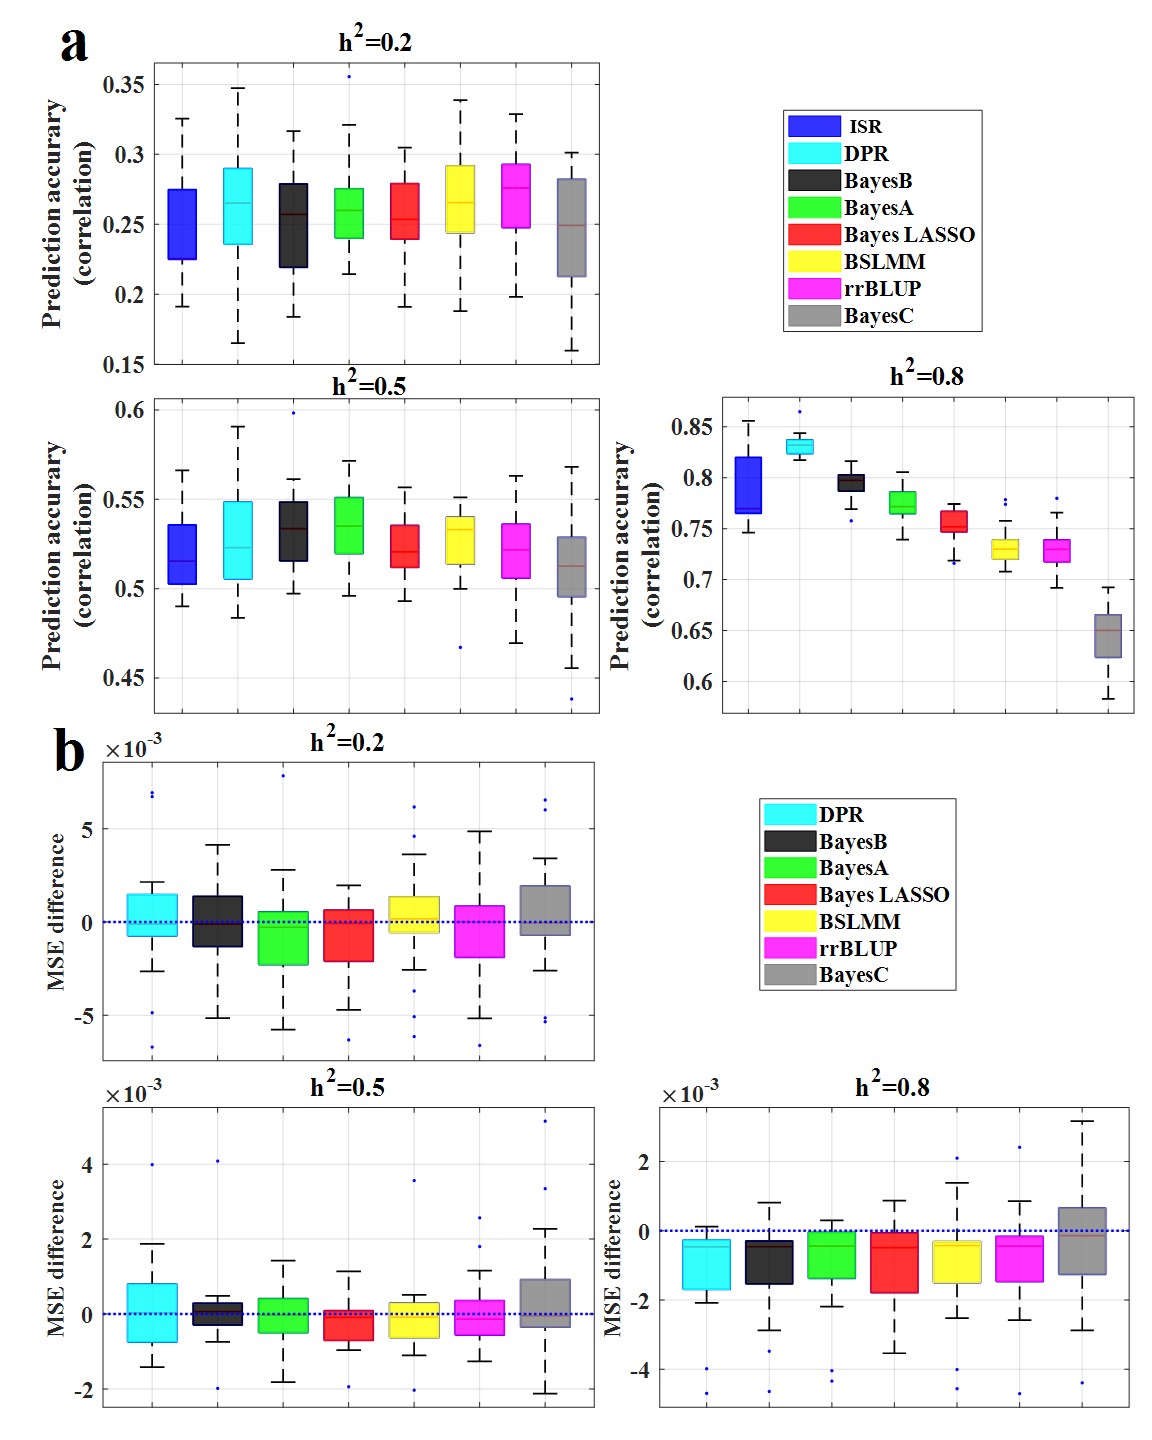 a
h²=0.2
Prediction accurary
(correlation)
0.35
0.3
0.25
0.2
0.15
ISR
DPR
BayesB
BayesA
Bayes LASSO
BSLMM
rrBLUP
BayesC
h²=0.5
Prediction accurary
(correlation)
0.6
0.55
0.5
0.45
h²=0.8
Prediction accurary
(correlation)
0.85
0.8
0.75
0.7
0.65
0.6
b
×10⁻³
h²=0.2
MSE difference
5
0
-5
DPR
BayesB
BayesA
Bayes LASSO
BSLMM
rrBLUP
BayesC
×10⁻³
h²=0.5
MSE difference
4
2
0
-2
×10⁻³
h²=0.8
MSE difference
2
0
-2
-4